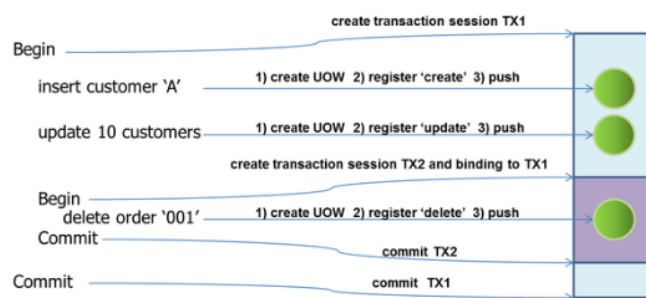 create transaction session TX1
Begin
insert customer ‘A’ 1) create UOW 2) register ‘create’ 3) push
update 10 customers 1) create UOW 2) register ‘update’ 3) push
create transaction session TX2 and binding to TX1
Begin
delete order ‘001’ 1) create UOW 2) register ‘delete’ 3) push
Commit
commit TX2
Commit
commit TX1